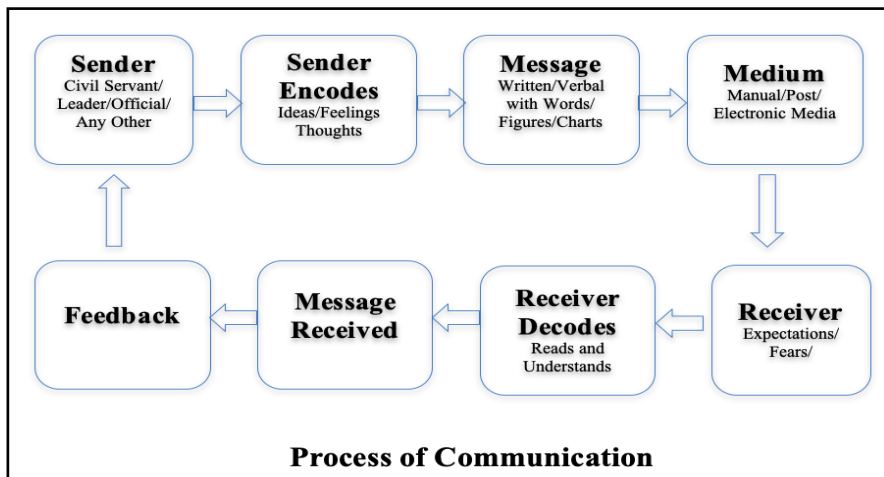 Sender
Civil Servant/
Leader/Official/
Any Other
Sender
Encodes
Ideas/Feelings
Thoughts
Message
Written/Verbal
with Words/
Figures/Charts
Medium
Manual/Post/
Electronic Media
Receiver
Expectations/
Fears/
Receiver
Decodes
Reads and
Understands
Message
Received
Feedback
Process of Communication